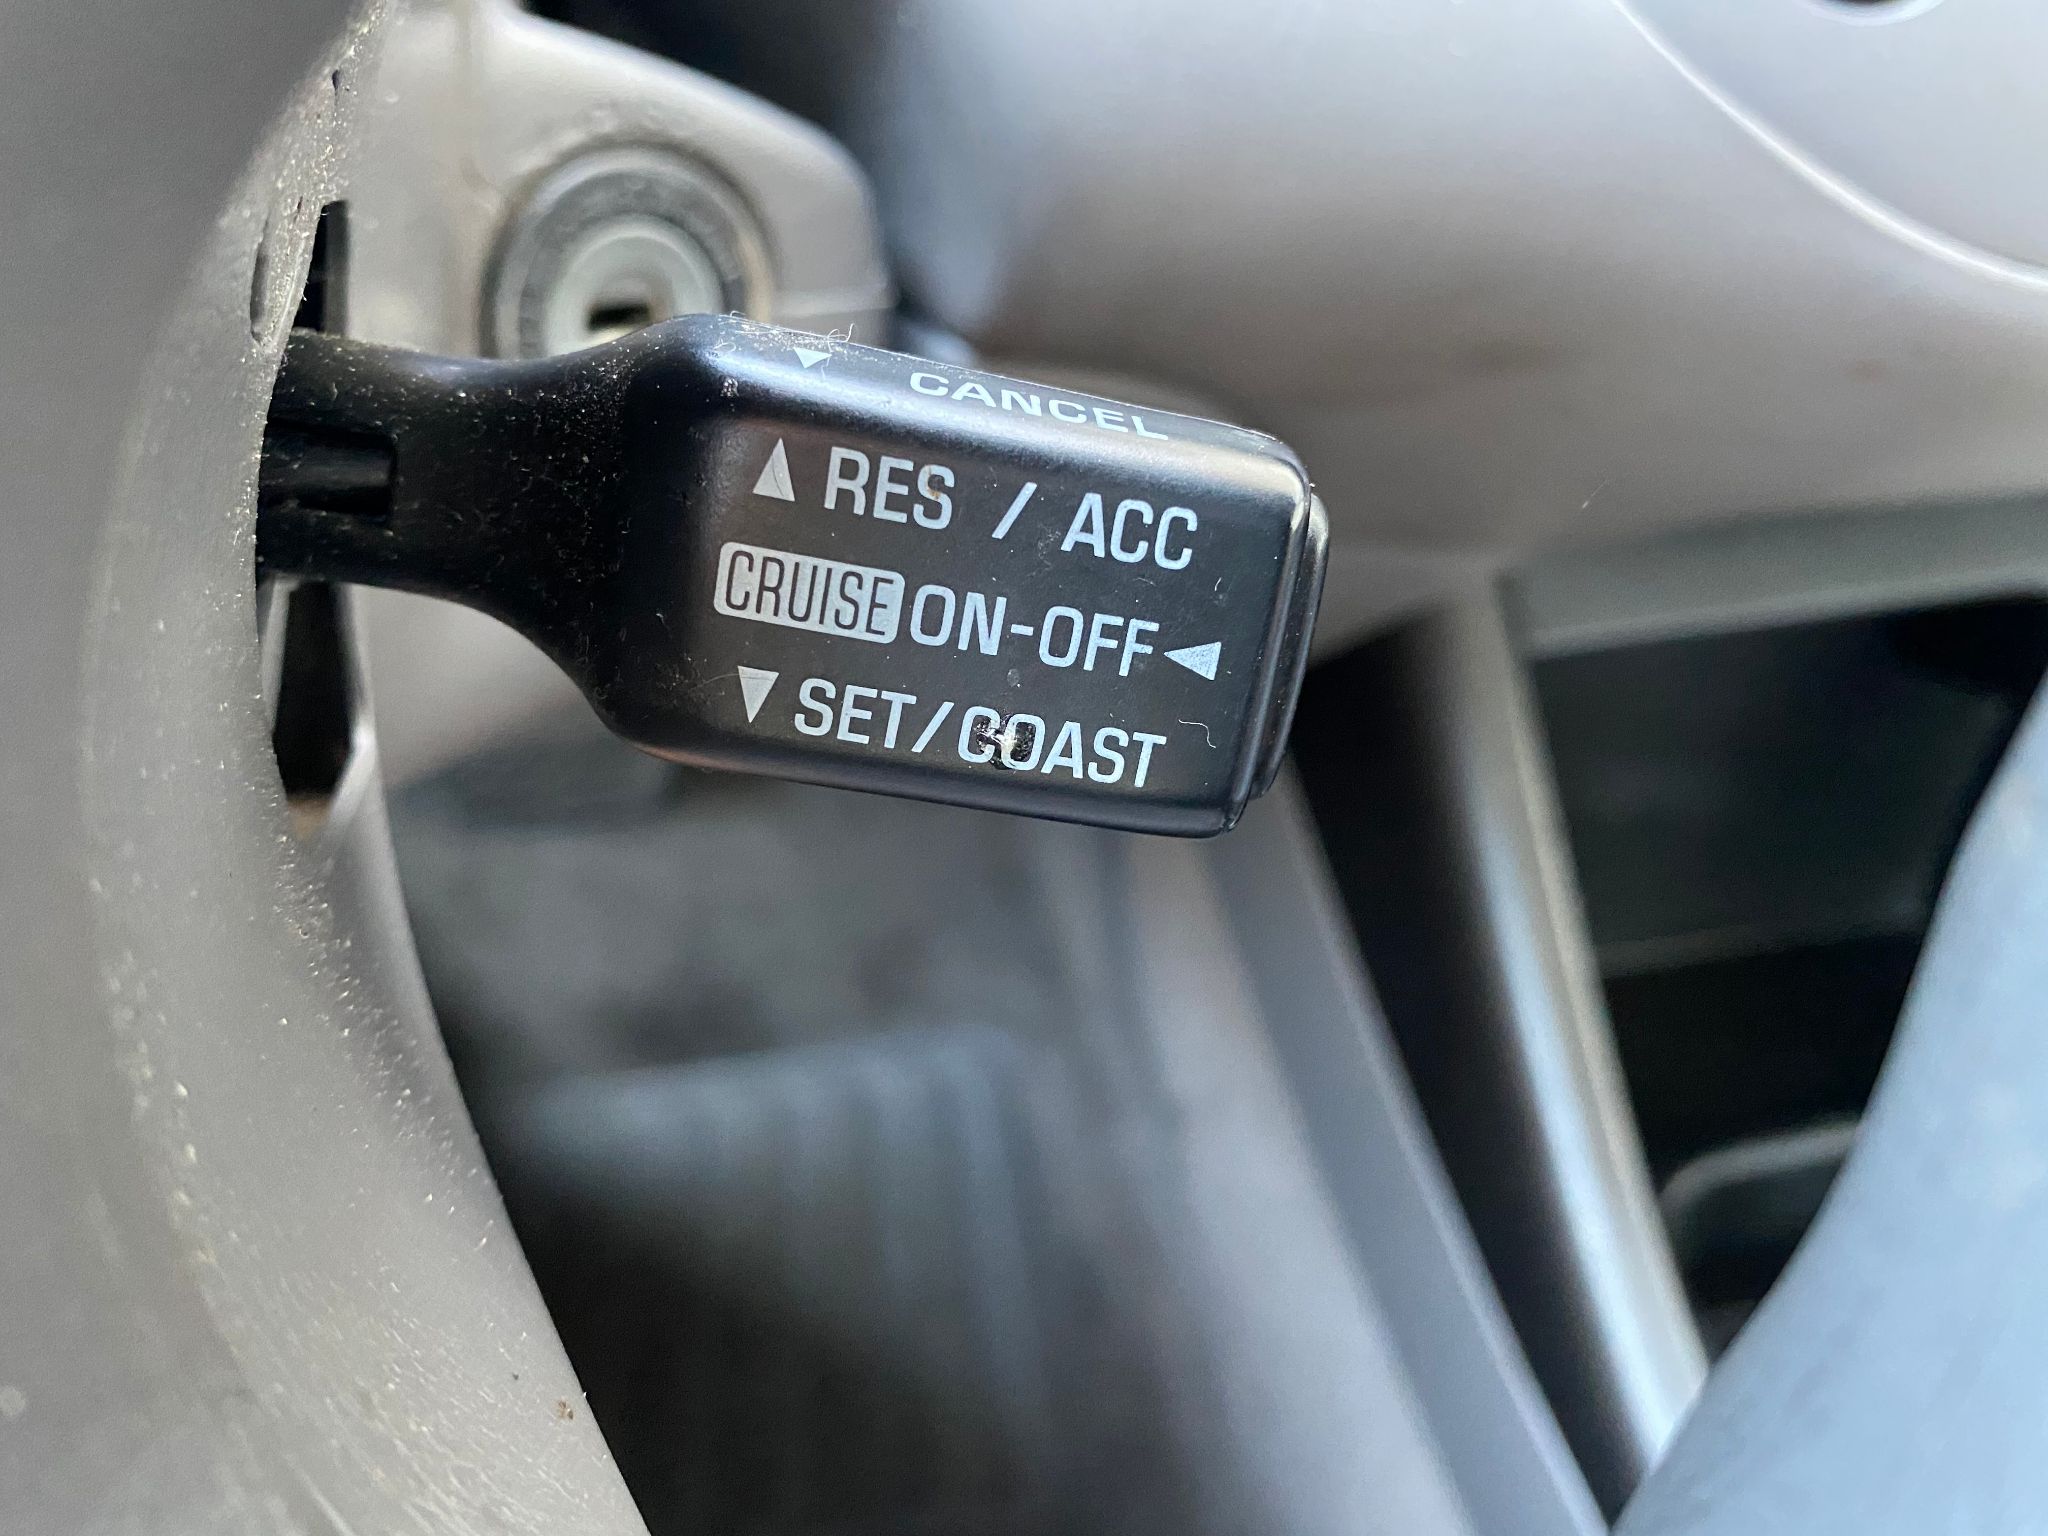 CANCEL
RES / ACC
CRUISE ON-OFF
SET/COAST